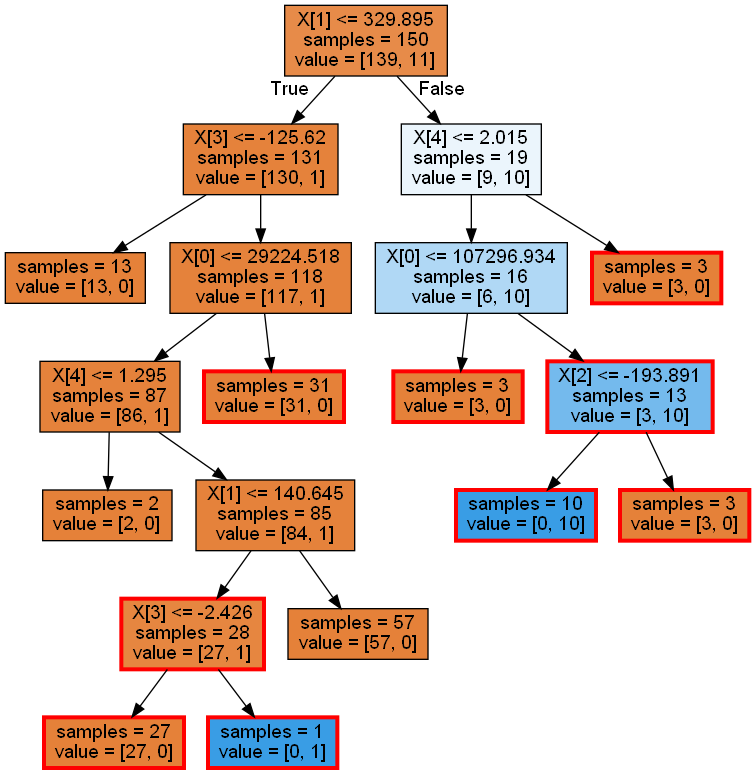 X[1] <= 329.895
samples = 150
value = [139, 11]
True
False
X[3] <= -125.62
samples = 131
value = [130, 1]
X[4] <= 2.015
samples = 19
value = [9, 10]
samples = 13
value = [13, 0]
X[0] <= 29224.518
samples = 118
value = [117, 1]
X[0] <= 107296.934
samples = 16
value = [6, 10]
samples = 3
value = [3, 0]
X[4] <= 1.295
samples = 87
value = [86, 1]
samples = 31
value = [31, 0]
samples = 3
value = [3, 0]
X[2] <= -193.891
samples = 13
value = [3, 10]
samples = 2
value = [2, 0]
X[1] <= 140.645
samples = 85
value = [84, 1]
samples = 10
value = [0, 10]
samples = 3
value = [3, 0]
X[3] <= -2.426
samples = 28
value = [27, 1]
samples = 57
value = [57, 0]
samples = 27
value = [27, 0]
samples = 1
value = [0, 1]